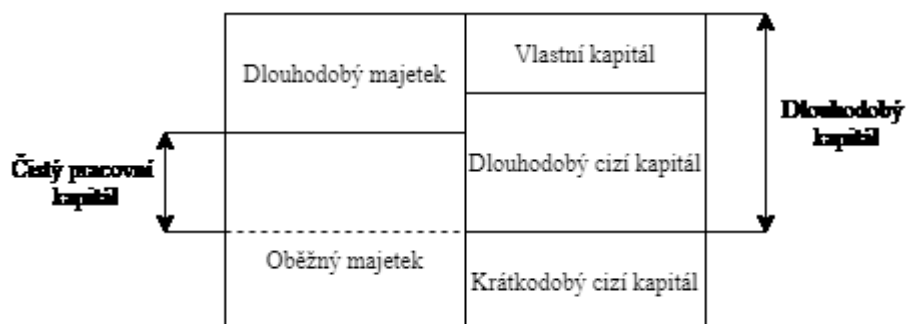 Vlastní kapitál
Dlouhodobý majetek
Dlouhodobý
kapitál
Čistý pracovní
kapitál
Dlouhodobý cizí kapitál
Oběžný majetek
Krátkodobý cizí kapitál